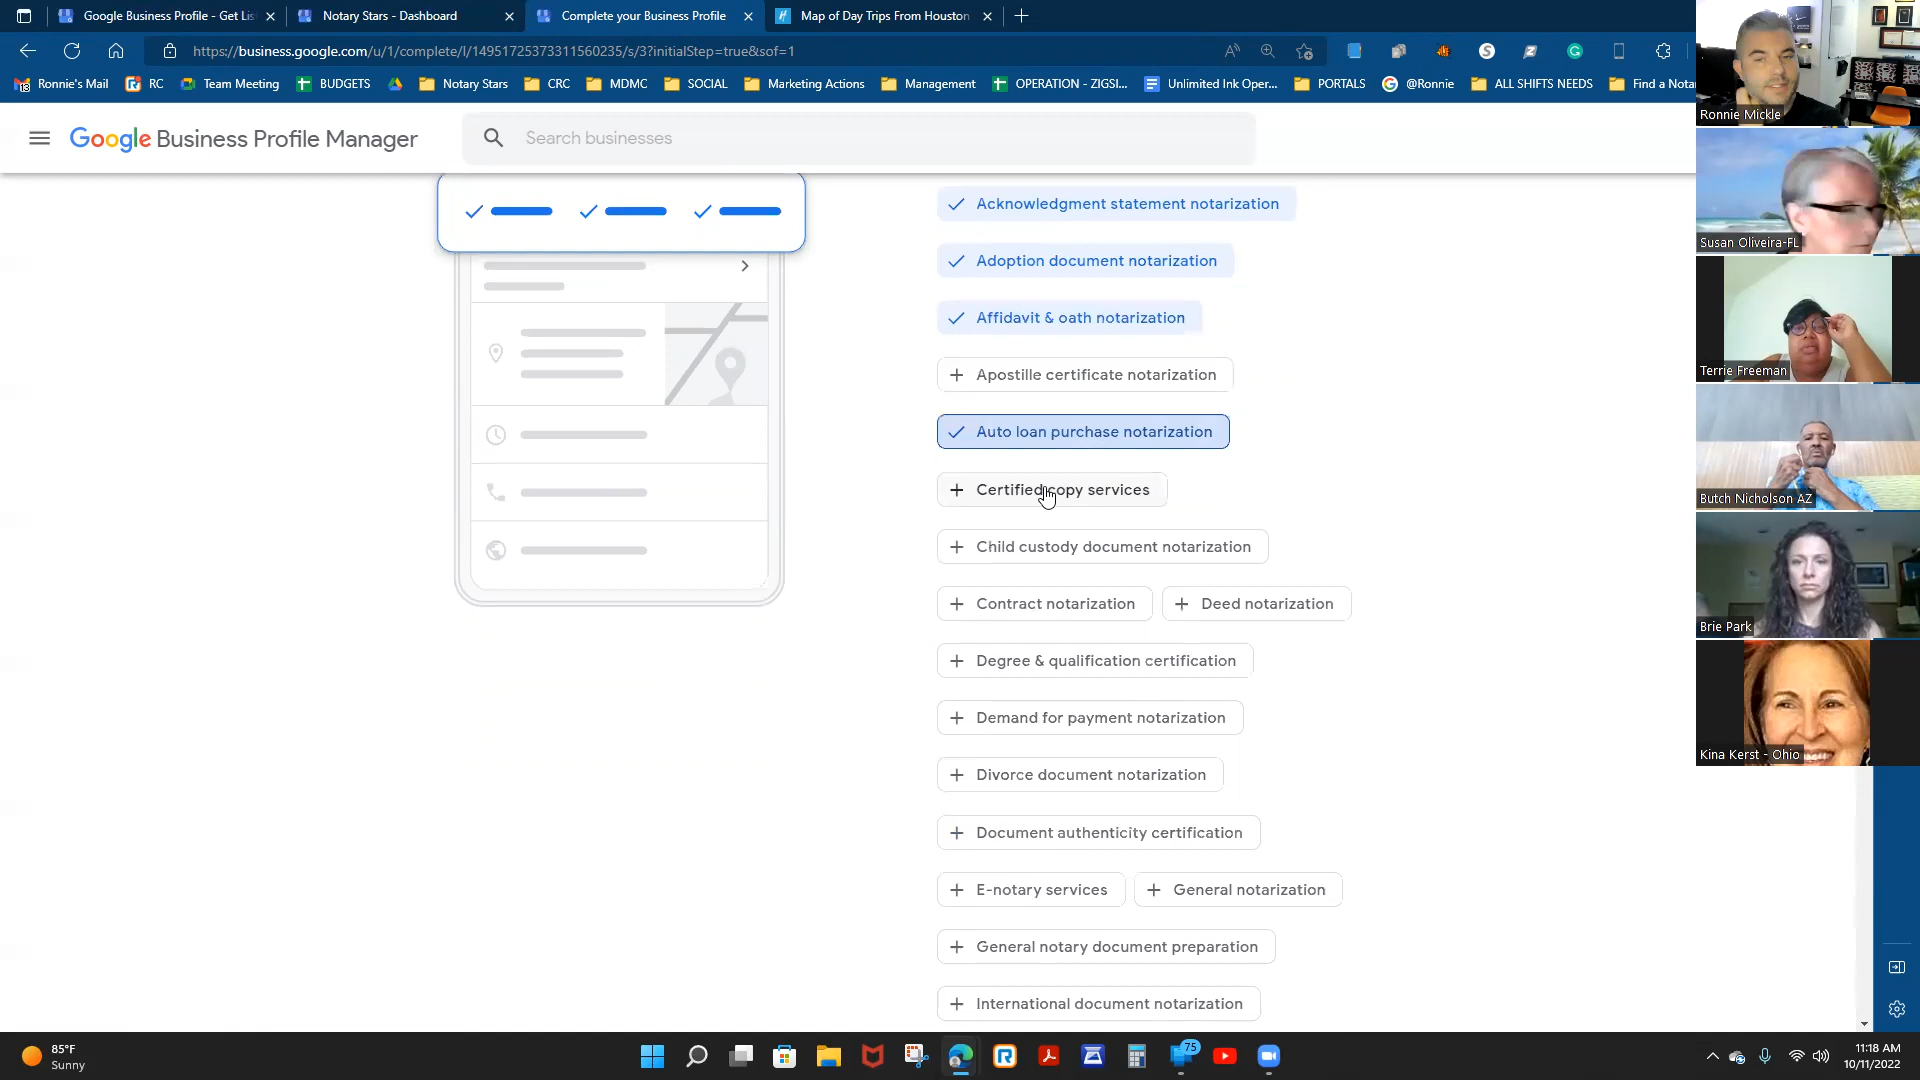 Google Business Profile - Get Lis
Notary Stars - Dashboard
Complete your Business Profile
Map of Day Trips From Houston
https://business.google.com/u/1/complete/l/14951725373311560235/s/3?initialStep=true&sof=1
Ronnie's Mail
RC
Team Meeting
BUDGETS
Notary Stars
CRC
MDMC
SOCIAL
Marketing Actions
Management
OPERATION - ZIGSI...
Unlimited Ink Oper...
PORTALS
@Ronnie
ALL SHIFTS NEEDS
Find a Nota
Google Business Profile Manager
Search businesses
Acknowledgment statement notarization
Adoption document notarization
Affidavit & oath notarization
Apostille certificate notarization
Auto loan purchase notarization
Certified copy services
Child custody document notarization
Contract notarization
Deed notarization
Degree & qualification certification
Demand for payment notarization
Divorce document notarization
Document authenticity certification
E-notary services
General notarization
General notary document preparation
International document notarization
Ronnie Mickle
Susan Oliveira-FL
Terrie Freeman
Butch Nicholson AZ
Brie Park
Kina Kerst - Ohio
85°F
Sunny
75
11:18 AM
10/11/2022